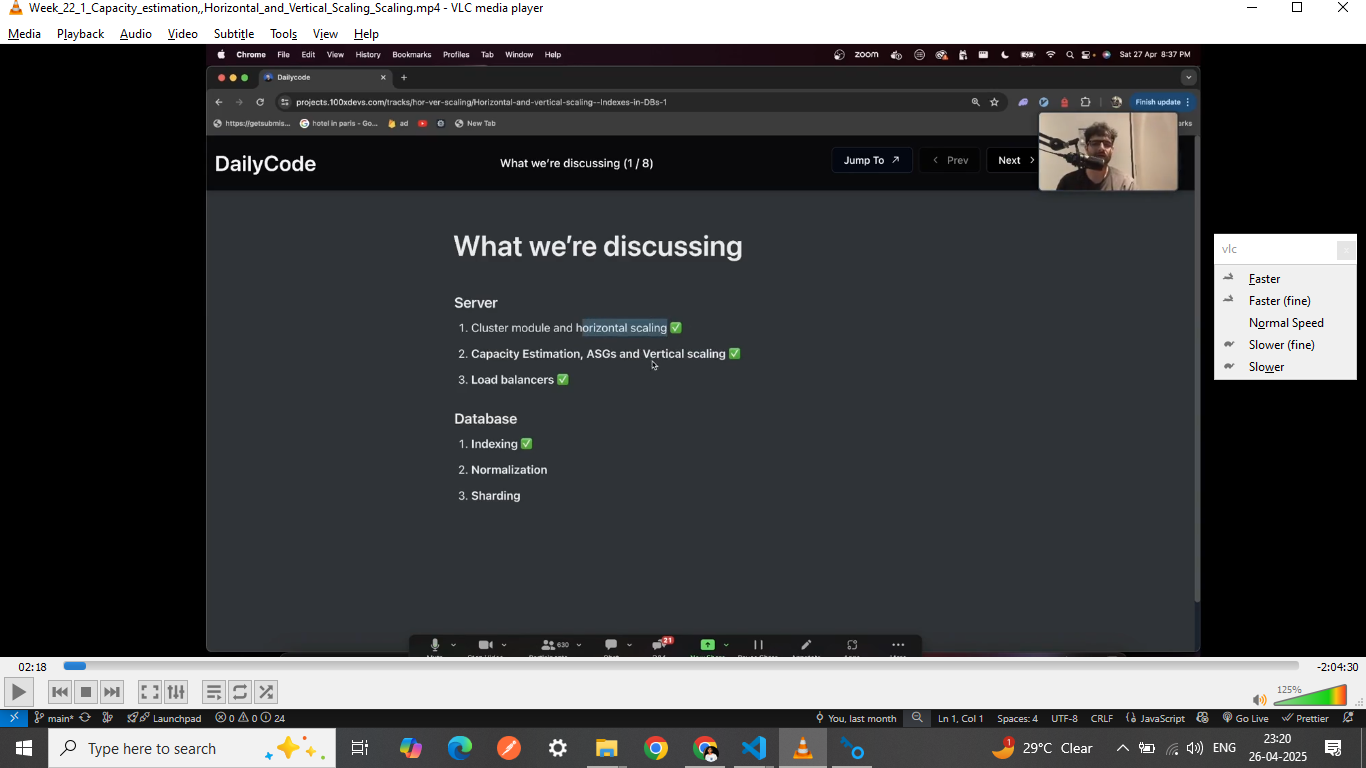 Week_22_1_Capacity_estimation,,Horizontal_and_Vertical_Scaling_Scaling.mp4 - VLC media player
Media Playback Audio Video Subtitle Tools View Help
Chrome File Edit View History Bookmarks Profiles Tab Window Help zoom Sat 27 Apr 8:37 PM
Dailycode
projects.100xdevs.com/tracks/hor-ver-scaling/Horizontal-and-vertical-scaling--Indexes-in-DBs-1 Finish update
https://getsubmis... hotel in paris - Go... ad New Tab
DailyCode What we're discussing (1 / 8) Jump To Prev Next
What we're discussing
Server
1. Cluster module and horizontal scaling ✅
2. Capacity Estimation, ASGs and Vertical scaling ✅
3. Load balancers ✅
Database
1. Indexing ✅
2. Normalization
3. Sharding
vlc
Faster
Faster (fine)
Normal Speed
Slower (fine)
Slower
630 21
02:18 -2:04:30
125%
main* Launchpad 0 0 24 You, last month Ln 1, Col 1 Spaces: 4 UTF-8 CRLF JavaScript Go Live Prettier
Type here to search 1 29°C Clear ENG 23:20
26-04-2025